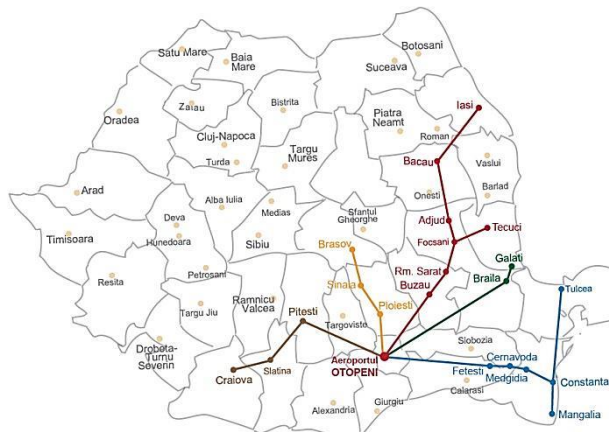 Botosani
Satu Mare
Baia
Mare
Suceava
Zalau
Bistrita
Iasi
Oradea
Piatra
Neamt
Roman
Cluj-Napoca
Turda
Targu
Mures
Bacau
Vaslui
Arad
Onesti
Barlad
Alba Iulia
Medias
Sfantul
Gheorghe
Adjud
Tecuci
Deva
Hunedoara
Timisoara
Sibiu
Brasov
Focsani
Galati
Petrosani
Rm. Sarat
Braila
Resita
Sinaia
Buzau
Tulcea
Ramnicu
Valcea
Targu Jiu
Pitesti
Ploiesti
Targoviste
Drobota-
Turnu
Severin
Slobozia
Aeroportul
OTOPENI
Cernavoda
Fetesti
Medgidia
Slatina
Craiova
Constanta
Calarasi
Alexandria
Giurgiu
Mangalia